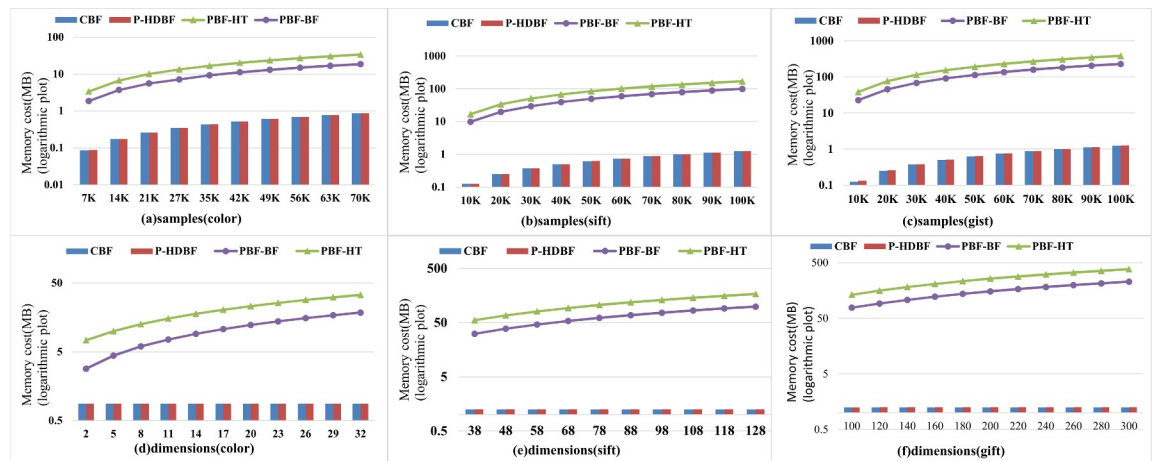 CBF P-HDBF PBF-BF PBF-HT
Memory cost(MB)
(logarithmic plot)
100
10
1
0.1
0.01
7K 14K 21K 27K 35K 42K 49K 56K 63K 70K
(a)samples(color)
CBF P-HDBF PBF-BF PBF-HT
Memory cost(MB)
(logarithmic plot)
1000
100
10
1
0.1
10K 20K 30K 40K 50K 60K 70K 80K 90K 100K
(b)samples(sift)
CBF P-HDBF PBF-BF PBF-HT
Memory cost(MB)
(logarithmic plot)
1000
100
10
1
0.1
10K 20K 30K 40K 50K 60K 70K 80K 90K 100K
(c)samples(gist)
CBF P-HDBF PBF-BF PBF-HT
Memory cost(MB)
(logarithmic plot)
50
5
0.5
2 5 8 11 14 17 20 23 26 29 32
(d)dimensions(color)
CBF P-HDBF PBF-BF PBF-HT
Memory cost(MB)
(logarithmic plot)
500
50
5
0.5
38 48 58 68 78 88 98 108 118 128
(e)dimensions(sift)
CBF P-HDBF PBF-BF PBF-HT
Memory cost(MB)
(logarithmic plot)
500
50
5
0.5
100 120 140 160 180 200 220 240 260 280 300
(f)dimensions(gift)